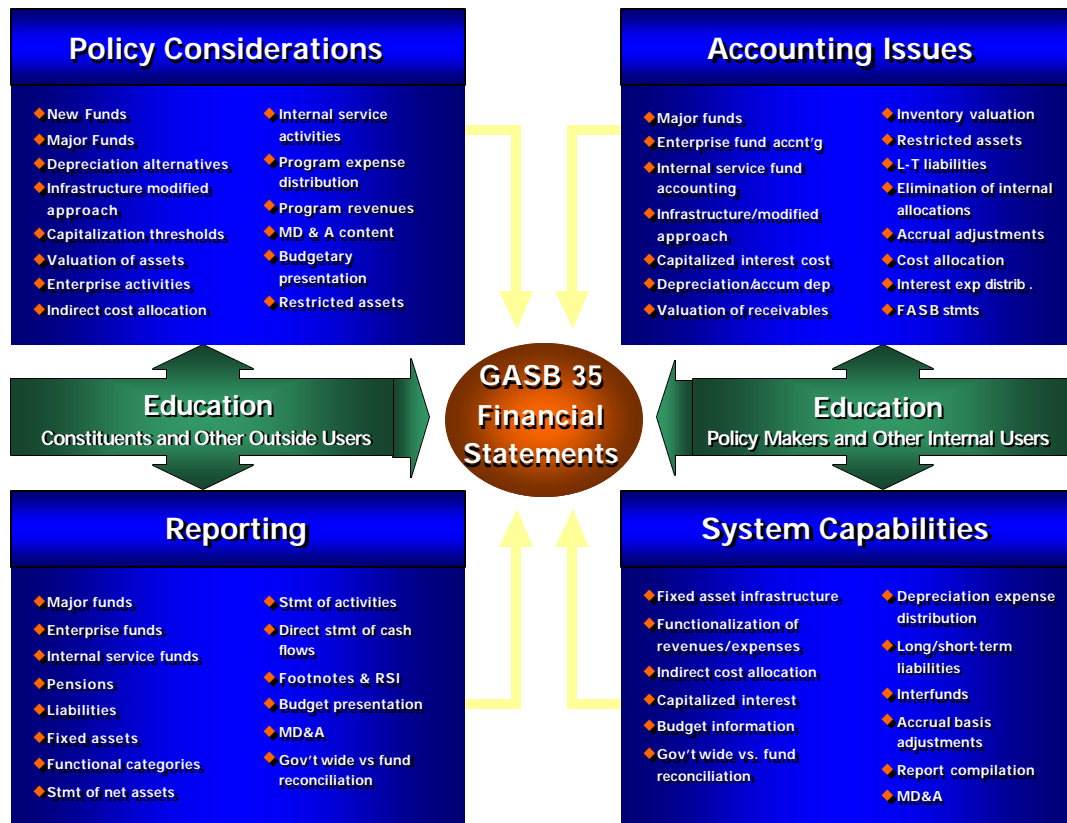 Policy Considerations
New Funds
Major Funds
Depreciation alternatives
Infrastructure modified
approach
Capitalization thresholds
Valuation of assets
Enterprise activities
Indirect cost allocation
Internal service
activities
Program expense
distribution
Program revenues
MD & A content
Budgetary
presentation
Restricted assets
Accounting Issues
Major funds
Enterprise fund accnt'g
Internal service fund
accounting
Infrastructure/modified
approach
Capitalized interest cost
Depreciation/accum dep
Valuation of receivables
Inventory valuation
Restricted assets
L-T liabilities
Elimination of internal
allocations
Accrual adjustments
Cost allocation
Interest exp distrib.
FASB stmts
Education
Constituents and Other Outside Users
GASB 35
Financial
Statements
Education
Policy Makers and Other Internal Users
Reporting
Major funds
Enterprise funds
Internal service funds
Pensions
Liabilities
Fixed assets
Functional categories
Stmt of net assets
Stmt of activities
Direct stmt of cash
flows
Footnotes & RSI
Budget presentation
MD&A
Gov't wide vs fund
reconciliation
System Capabilities
Fixed asset infrastructure
Functionalization of
revenues/expenses
Indirect cost allocation
Capitalized interest
Budget information
Gov't wide vs. fund
reconciliation
Depreciation expense
distribution
Long/short-term
liabilities
Interfunds
Accrual basis
adjustments
Report compilation
MD&A